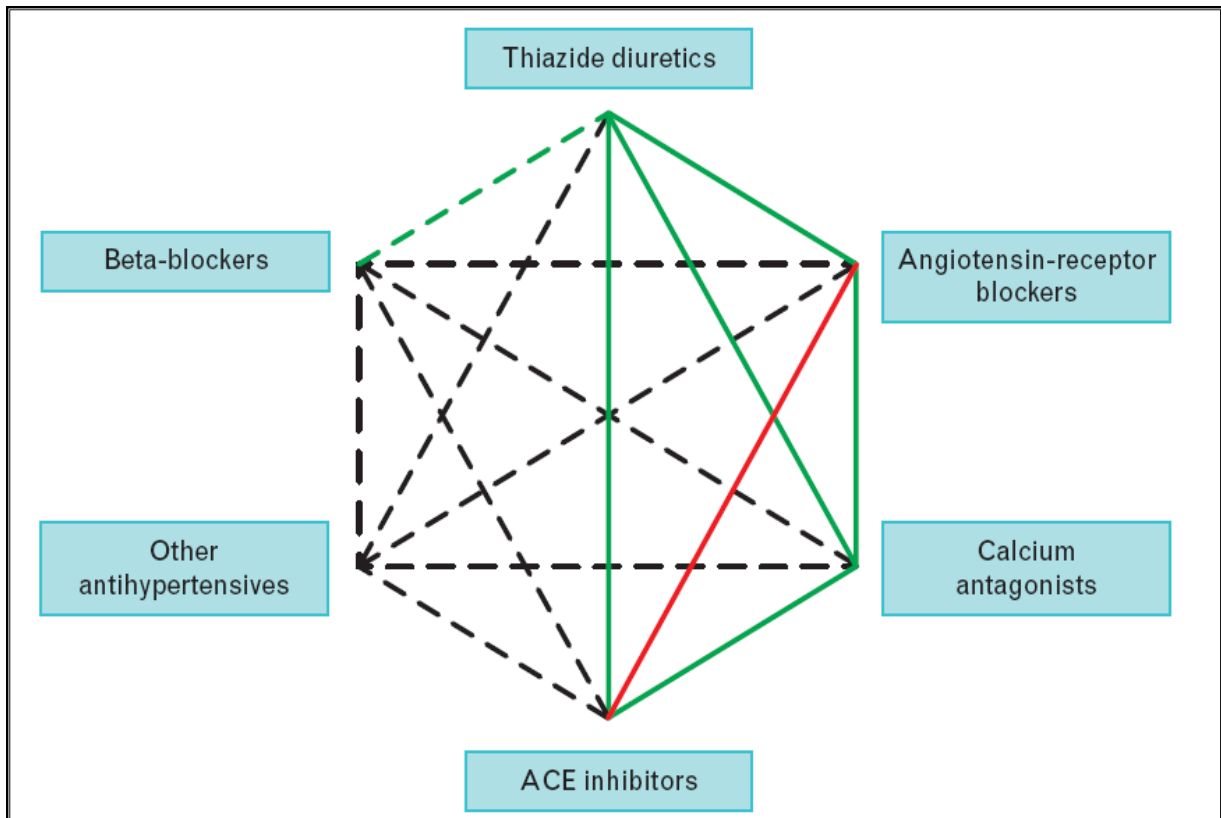 Thiazide diuretics
Beta-blockers
Angiotensin-receptor
blockers
Other
antihypertensives
Calcium
antagonists
ACE inhibitors